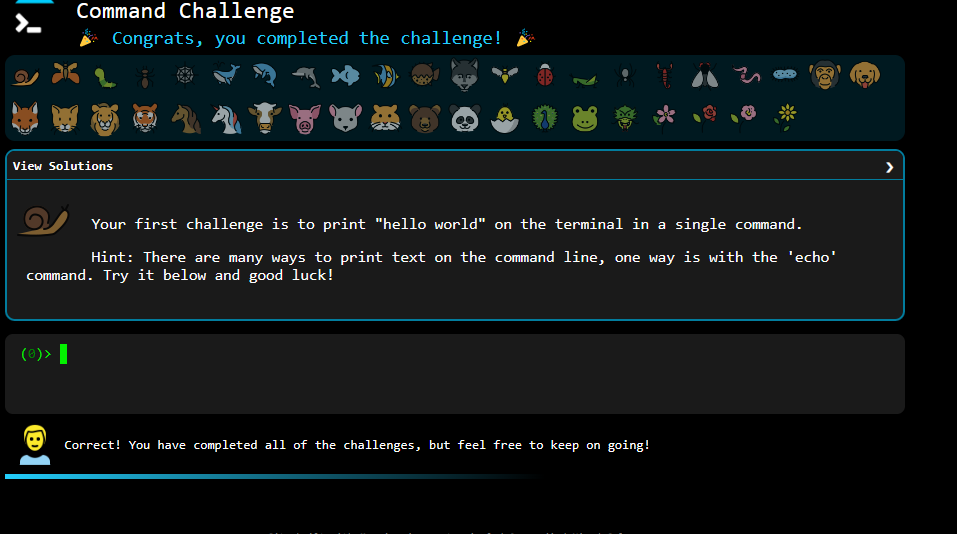 Command Challenge
🎉 Congrats, you completed the challenge! 🎉
View Solutions ❯
Your first challenge is to print "hello world" on the terminal in a single command.
Hint: There are many ways to print text on the command line, one way is with the 'echo'
command. Try it below and good luck!
(0)>
Correct! You have completed all of the challenges, but feel free to keep on going!